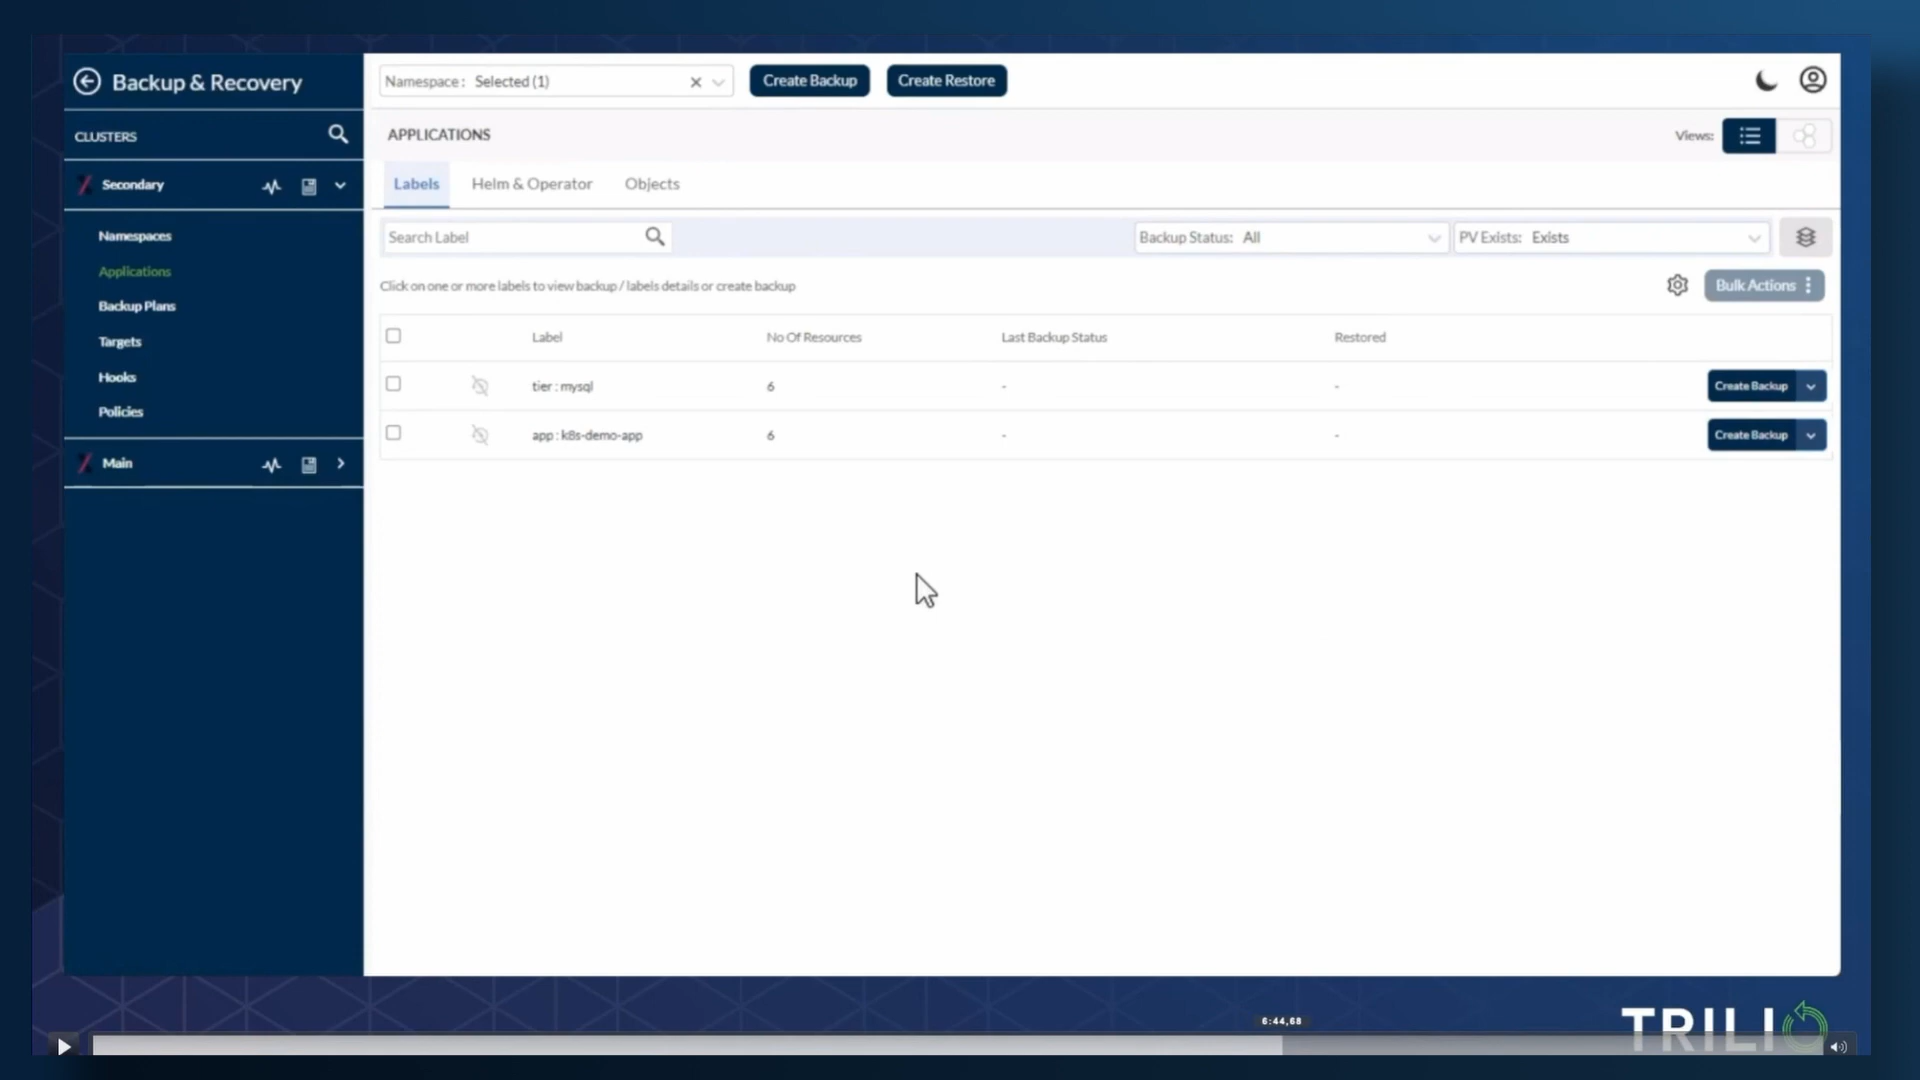 Backup & Recovery
Namespace : Selected (1)
Create Backup
Create Restore
CLUSTERS
APPLICATIONS
Views:
Secondary
Labels
Helm & Operator
Objects
Namespaces
Search Label
Backup Status: All
PV Exists: Exists
Applications
Click on one or more labels to view backup / labels details or create backup
Bulk Actions
Backup Plans
Label
No Of Resources
Last Backup Status
Restored
Targets
Hooks
tier : mysql
6
-
-
Create Backup
Policies
app : k8s-demo-app
6
-
-
Create Backup
Main
6:44,68
TRILIO